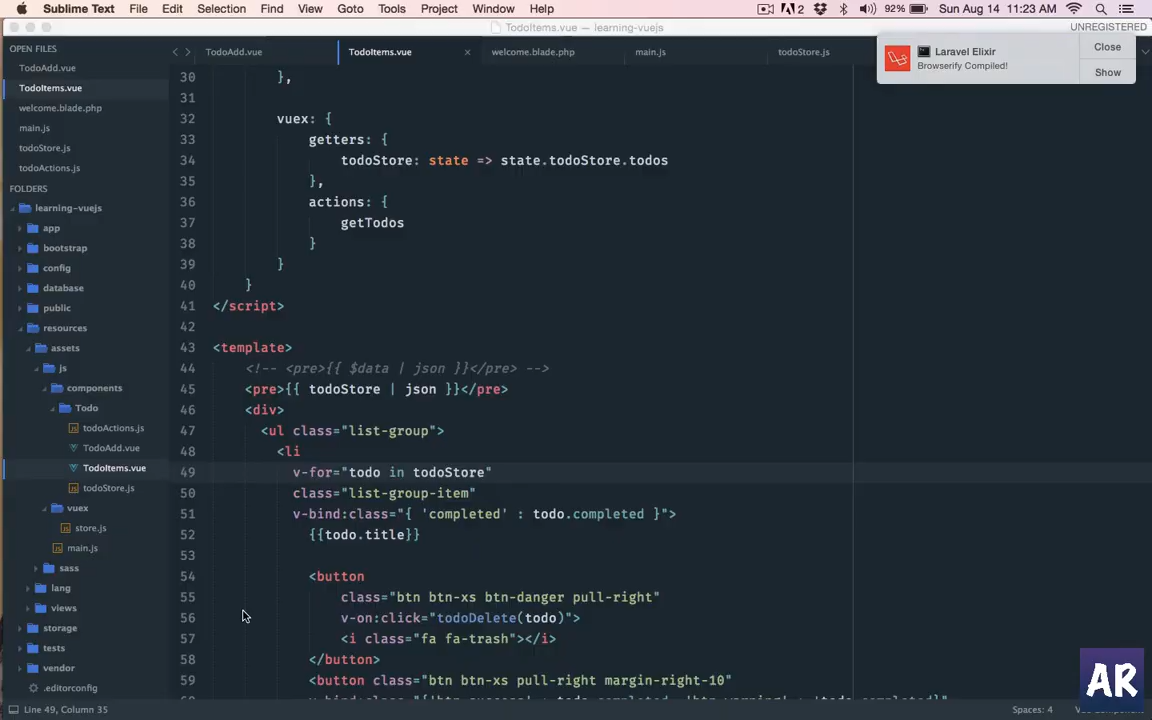 Sublime Text File Edit Selection Find View Goto Tools Project Window Help 2 92% Sun Aug 14 11:23 AM
TodoItems.vue — learning-vuejs UNREGISTERED
OPEN FILES
TodoAdd.vue
TodoItems.vue
welcome.blade.php
main.js
todoStore.js
todoActions.js
FOLDERS
learning-vuejs
app
bootstrap
config
database
public
resources
assets
js
components
Todo
todoActions.js
TodoAdd.vue
TodoItems.vue
todoStore.js
vuex
store.js
main.js
sass
lang
views
storage
tests
vendor
.editorconfig
TodoAdd.vue TodoItems.vue × welcome.blade.php main.js todoStore.js
Laravel Elixir
Browserify Compiled!
Close
Show
30 },
31
32 vuex: {
33 getters: {
34 todoStore: state => state.todoStore.todos
35 },
36 actions: {
37 getTodos
38 }
39 }
40 }
41 </script>
42
43 <template>
44 <!-- <pre>{{ $data | json }}</pre> -->
45 <pre>{{ todoStore | json }}</pre>
46 <div>
47 <ul class="list-group">
48 <li
49 v-for="todo in todoStore"
50 class="list-group-item"
51 v-bind:class="{ 'completed' : todo.completed }">
52 {{todo.title}}
53
54 <button
55 class="btn btn-xs btn-danger pull-right"
56 v-on:click="todoDelete(todo)">
57 <i class="fa fa-trash"></i>
58 </button>
59 <button class="btn btn-xs pull-right margin-right-10"
Line 49, Column 35 Spaces: 4
AR